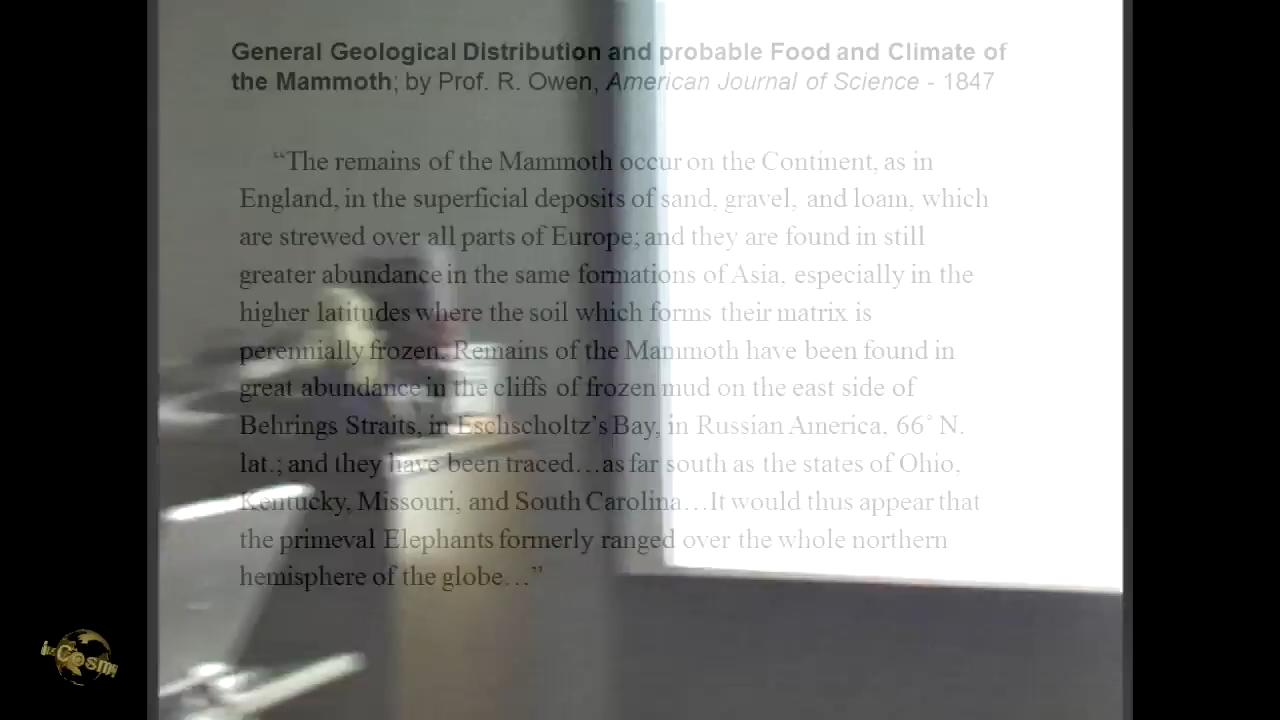 General Geological Distribution and probable Food and Climate of
the Mammoth; by Prof. R. Owen, American Journal of Science - 1847
“The remains of the Mammoth occur on the Continent, as in
England, in the superficial deposits of sand, gravel, and loam, which
are strewed over all parts of Europe; and they are found in still
greater abundance in the same formations of Asia, especially in the
higher latitudes where the soil which forms their matrix is
perennially frozen. Remains of the Mammoth have been found in
great abundance in the cliffs of frozen mud on the east side of
Behrings Straits, in Eschscholtz’s Bay, in Russian America, 66˚ N.
lat.; and they have been traced…as far south as the states of Ohio,
Kentucky, Missouri, and South Carolina…It would thus appear that
the primeval Elephants formerly ranged over the whole northern
hemisphere of the globe…”